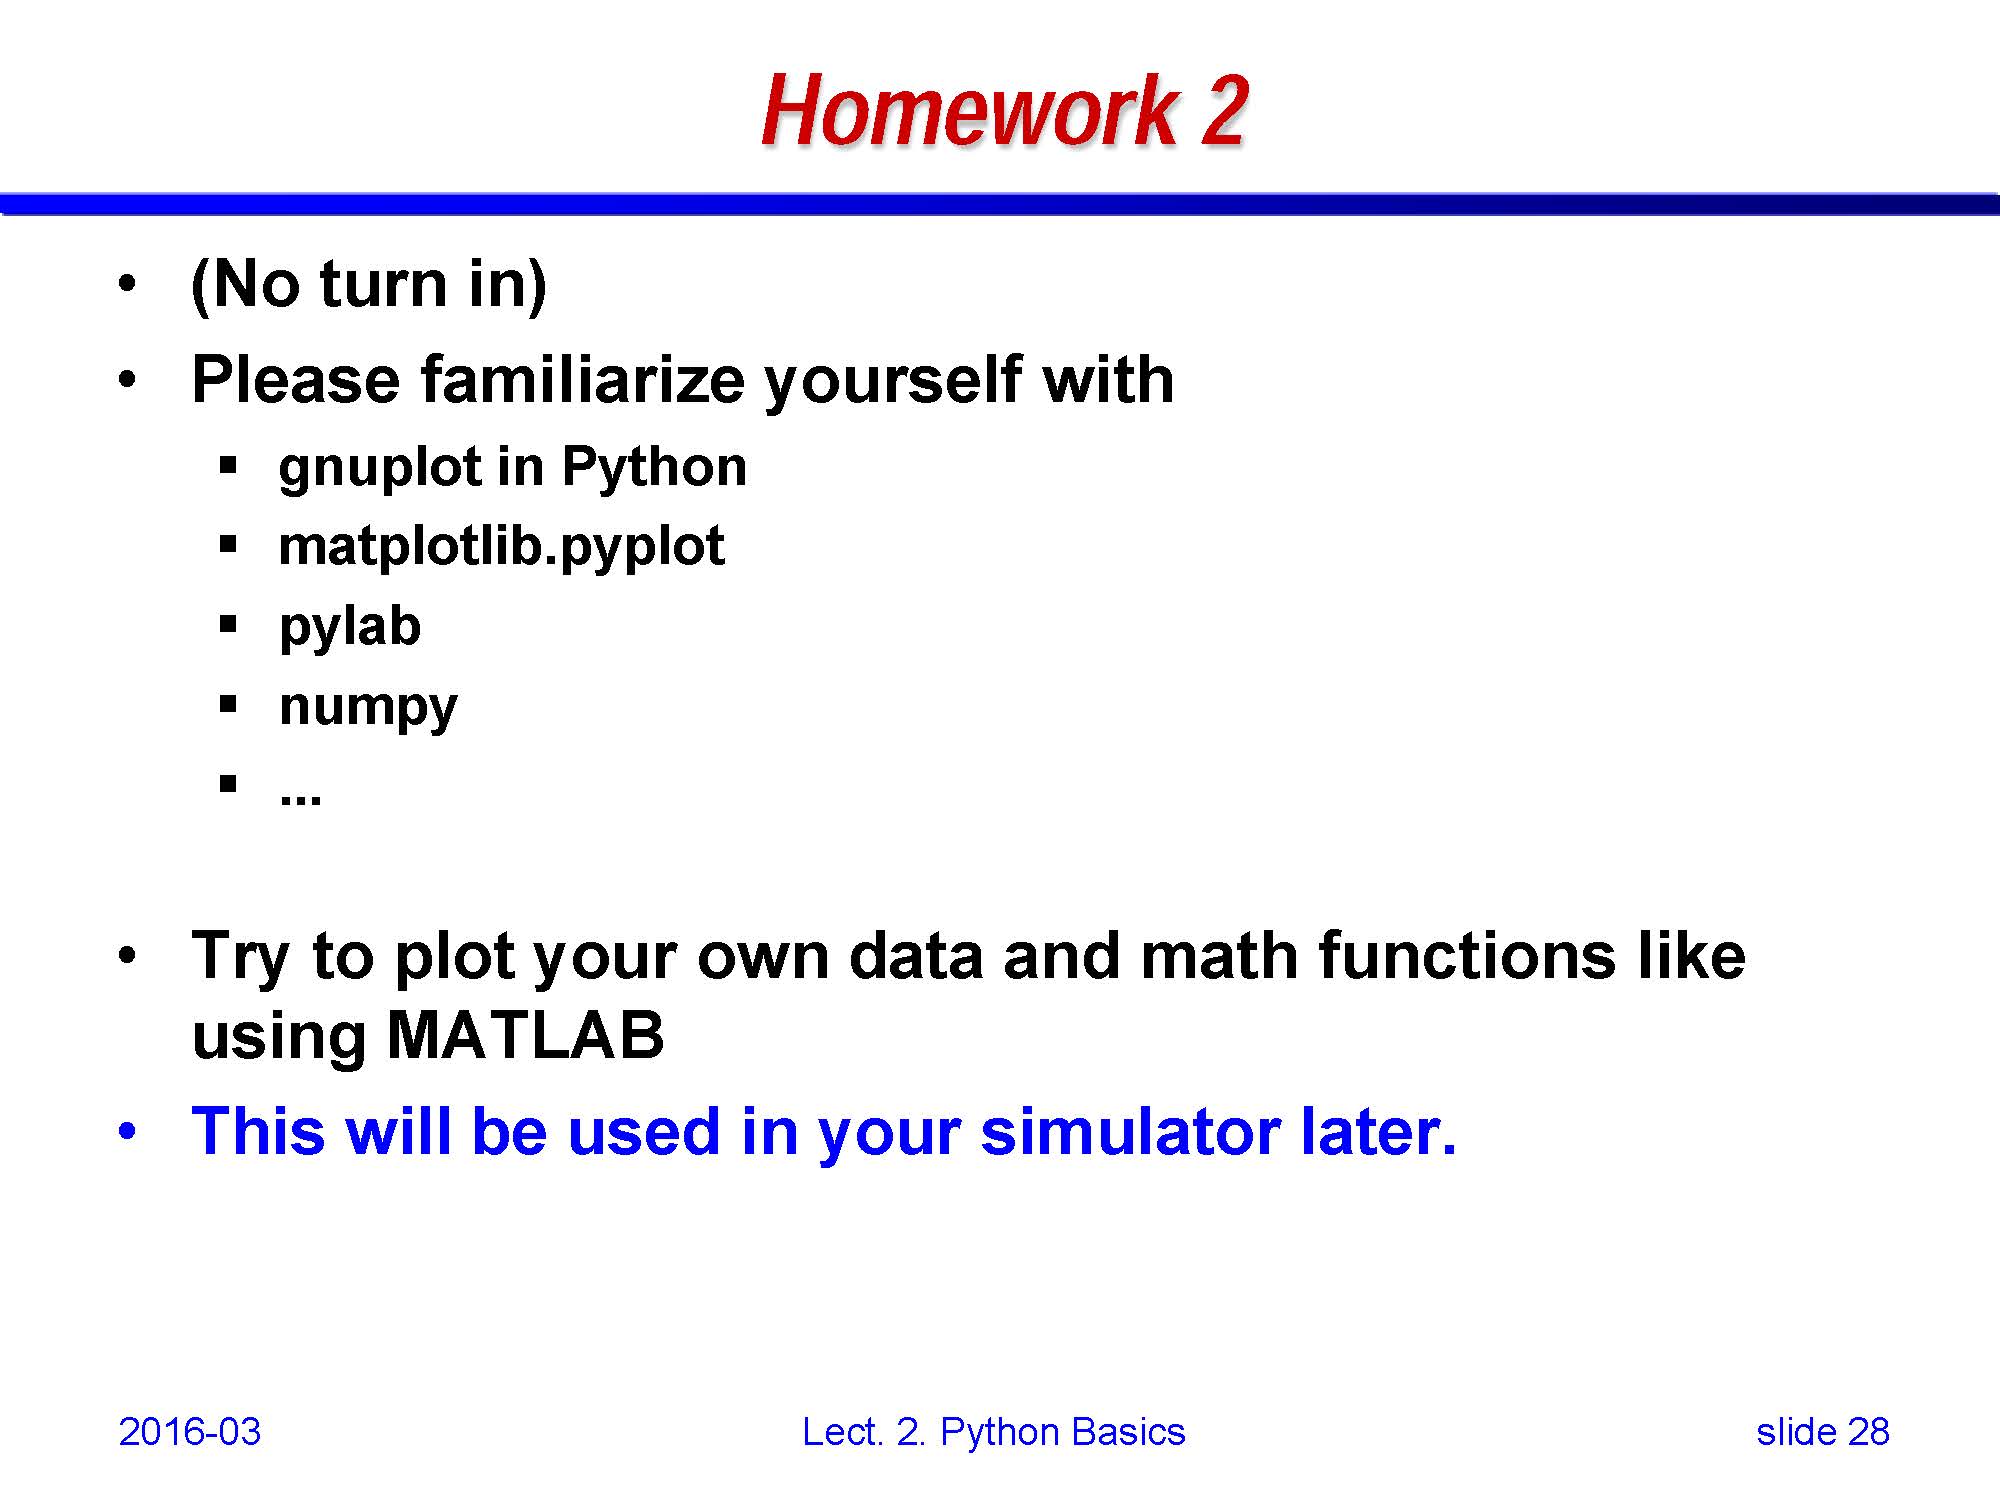 Homework 2
• (No turn in)
• Please familiarize yourself with
▪ gnuplot in Python
▪ matplotlib.pyplot
▪ pylab
▪ numpy
▪ ...
• Try to plot your own data and math functions like
using MATLAB
• This will be used in your simulator later.
2016-03 Lect. 2. Python Basics slide 28